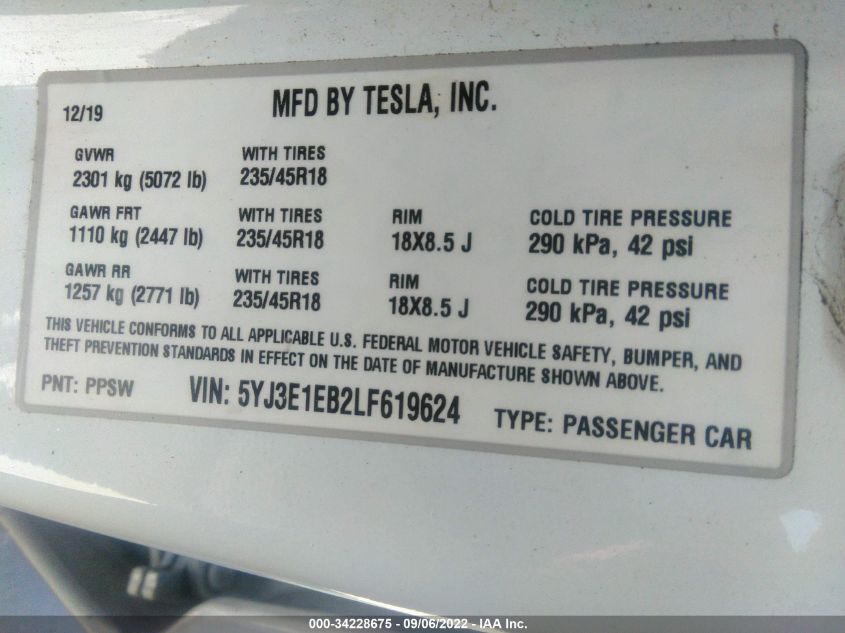 12/19
MFD BY TESLA, INC.
GVWR
2301 kg (5072 lb)
WITH TIRES
235/45R18
GAWR FRT
1110 kg (2447 lb)
WITH TIRES
235/45R18
RIM
18X8.5 J
COLD TIRE PRESSURE
290 kPa, 42 psi
GAWR RR
1257 kg (2771 lb)
WITH TIRES
235/45R18
RIM
18X8.5 J
COLD TIRE PRESSURE
290 kPa, 42 psi
THIS VEHICLE CONFORMS TO ALL APPLICABLE U.S. FEDERAL MOTOR VEHICLE SAFETY, BUMPER, AND
THEFT PREVENTION STANDARDS IN EFFECT ON THE DATE OF MANUFACTURE SHOWN ABOVE.
PNT: PPSW
VIN: 5YJ3E1EB2LF619624
TYPE: PASSENGER CAR
000-34228675 - 09/06/2022 - IAA Inc.